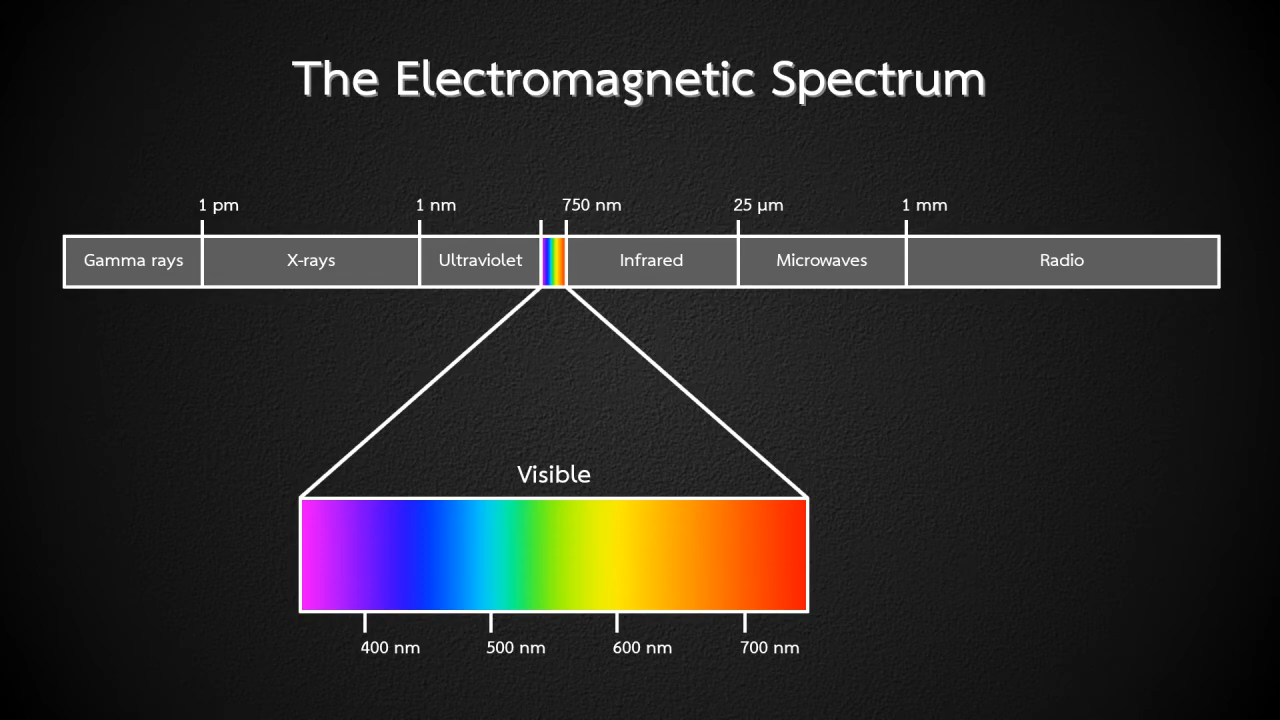 The Electromagnetic Spectrum
1 pm 1 nm 750 nm 25 µm 1 mm
Gamma rays X-rays Ultraviolet Infrared Microwaves Radio
Visible
400 nm 500 nm 600 nm 700 nm